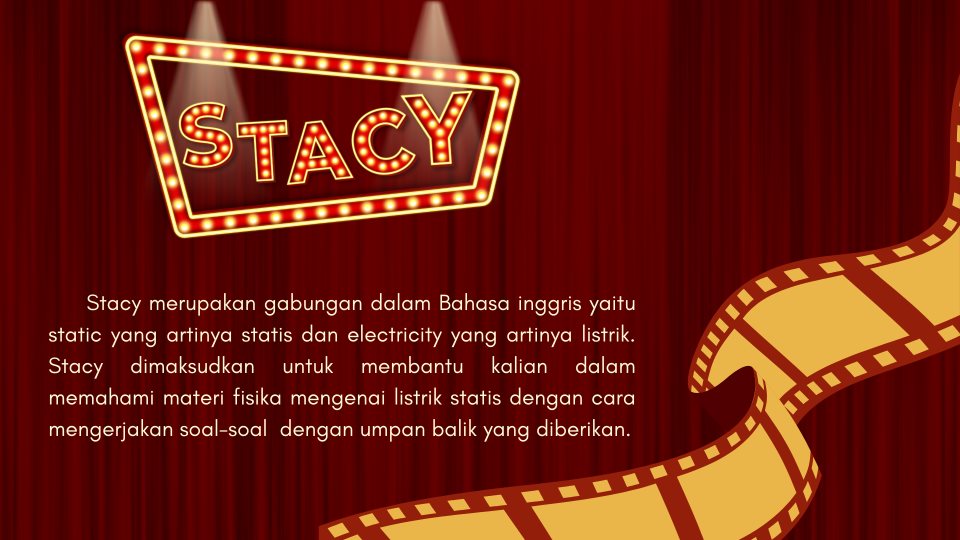 STACY
Stacy merupakan gabungan dalam Bahasa inggris yaitu
static yang artinya statis dan electricity yang artinya listrik.
Stacy dimaksudkan untuk membantu kalian dalam
memahami materi fisika mengenai listrik statis dengan cara
mengerjakan soal-soal  dengan umpan balik yang diberikan.